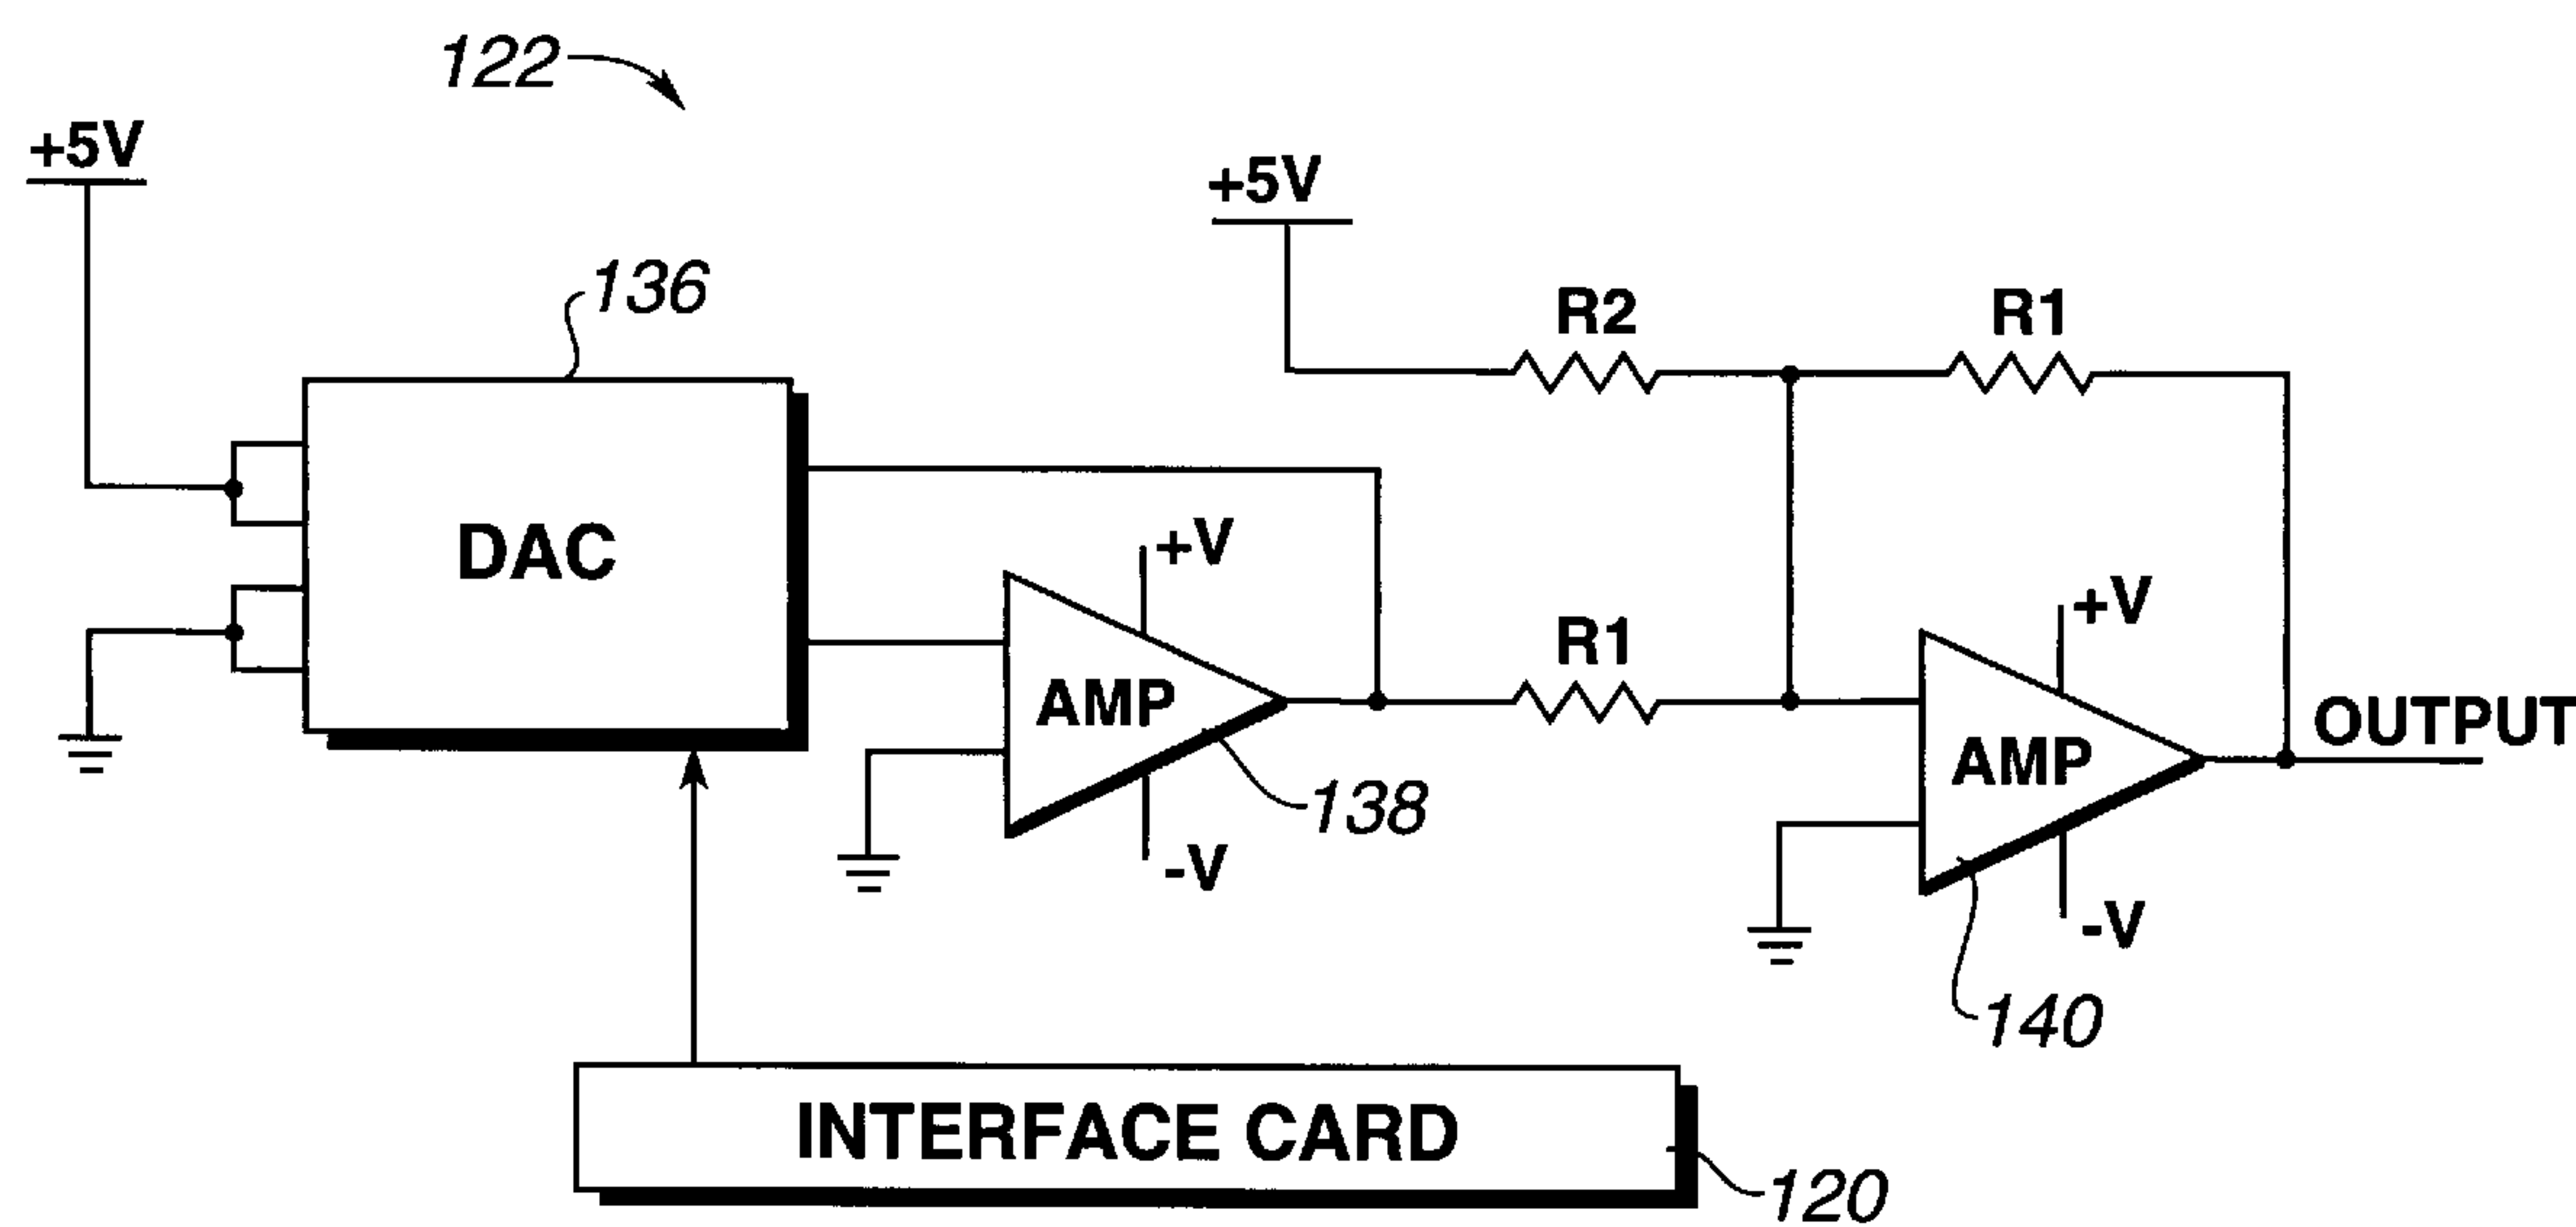 122
+5V
+5V
136
R2
R1
DAC
+V
+V
R1
AMP
OUTPUT
AMP
138
-V
-V
140
INTERFACE CARD
120